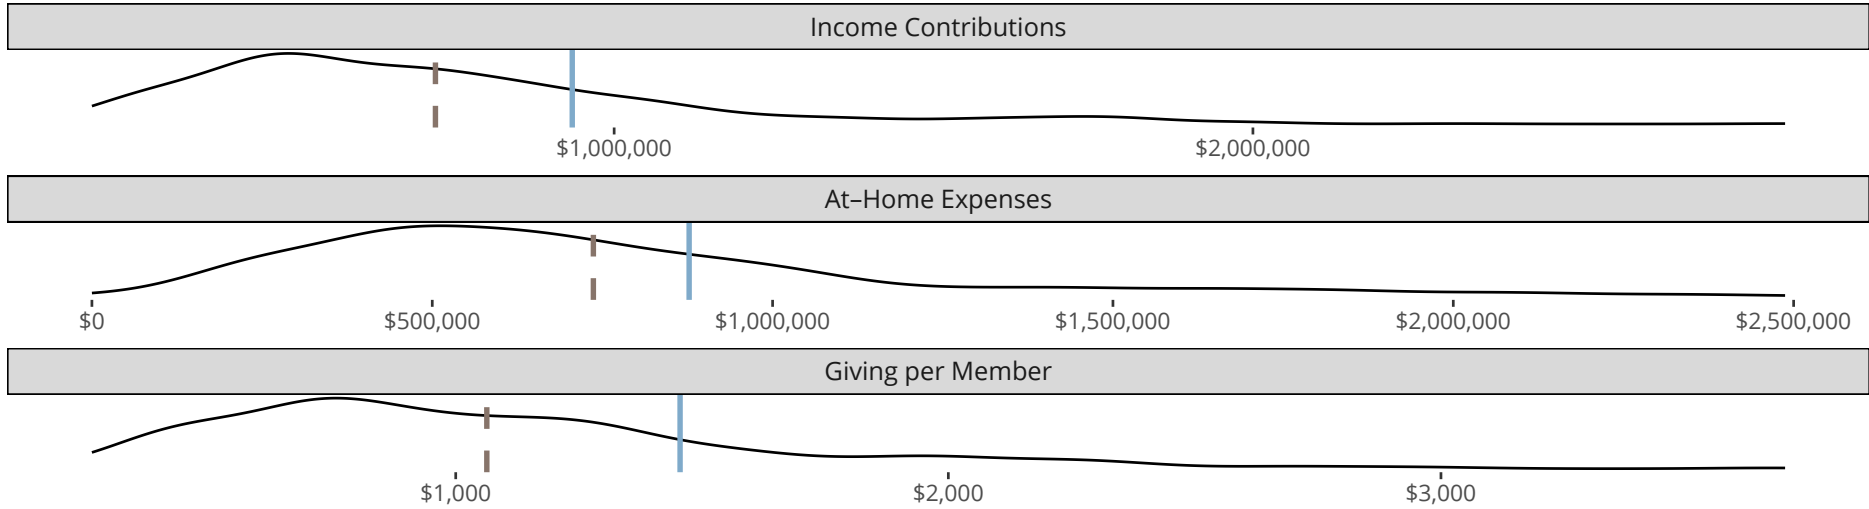 Income Contributions
$1,000,000 $2,000,000
At–Home Expenses
$0 $500,000 $1,000,000 $1,500,000 $2,000,000 $2,500,000
Giving per Member
$1,000 $2,000 $3,000